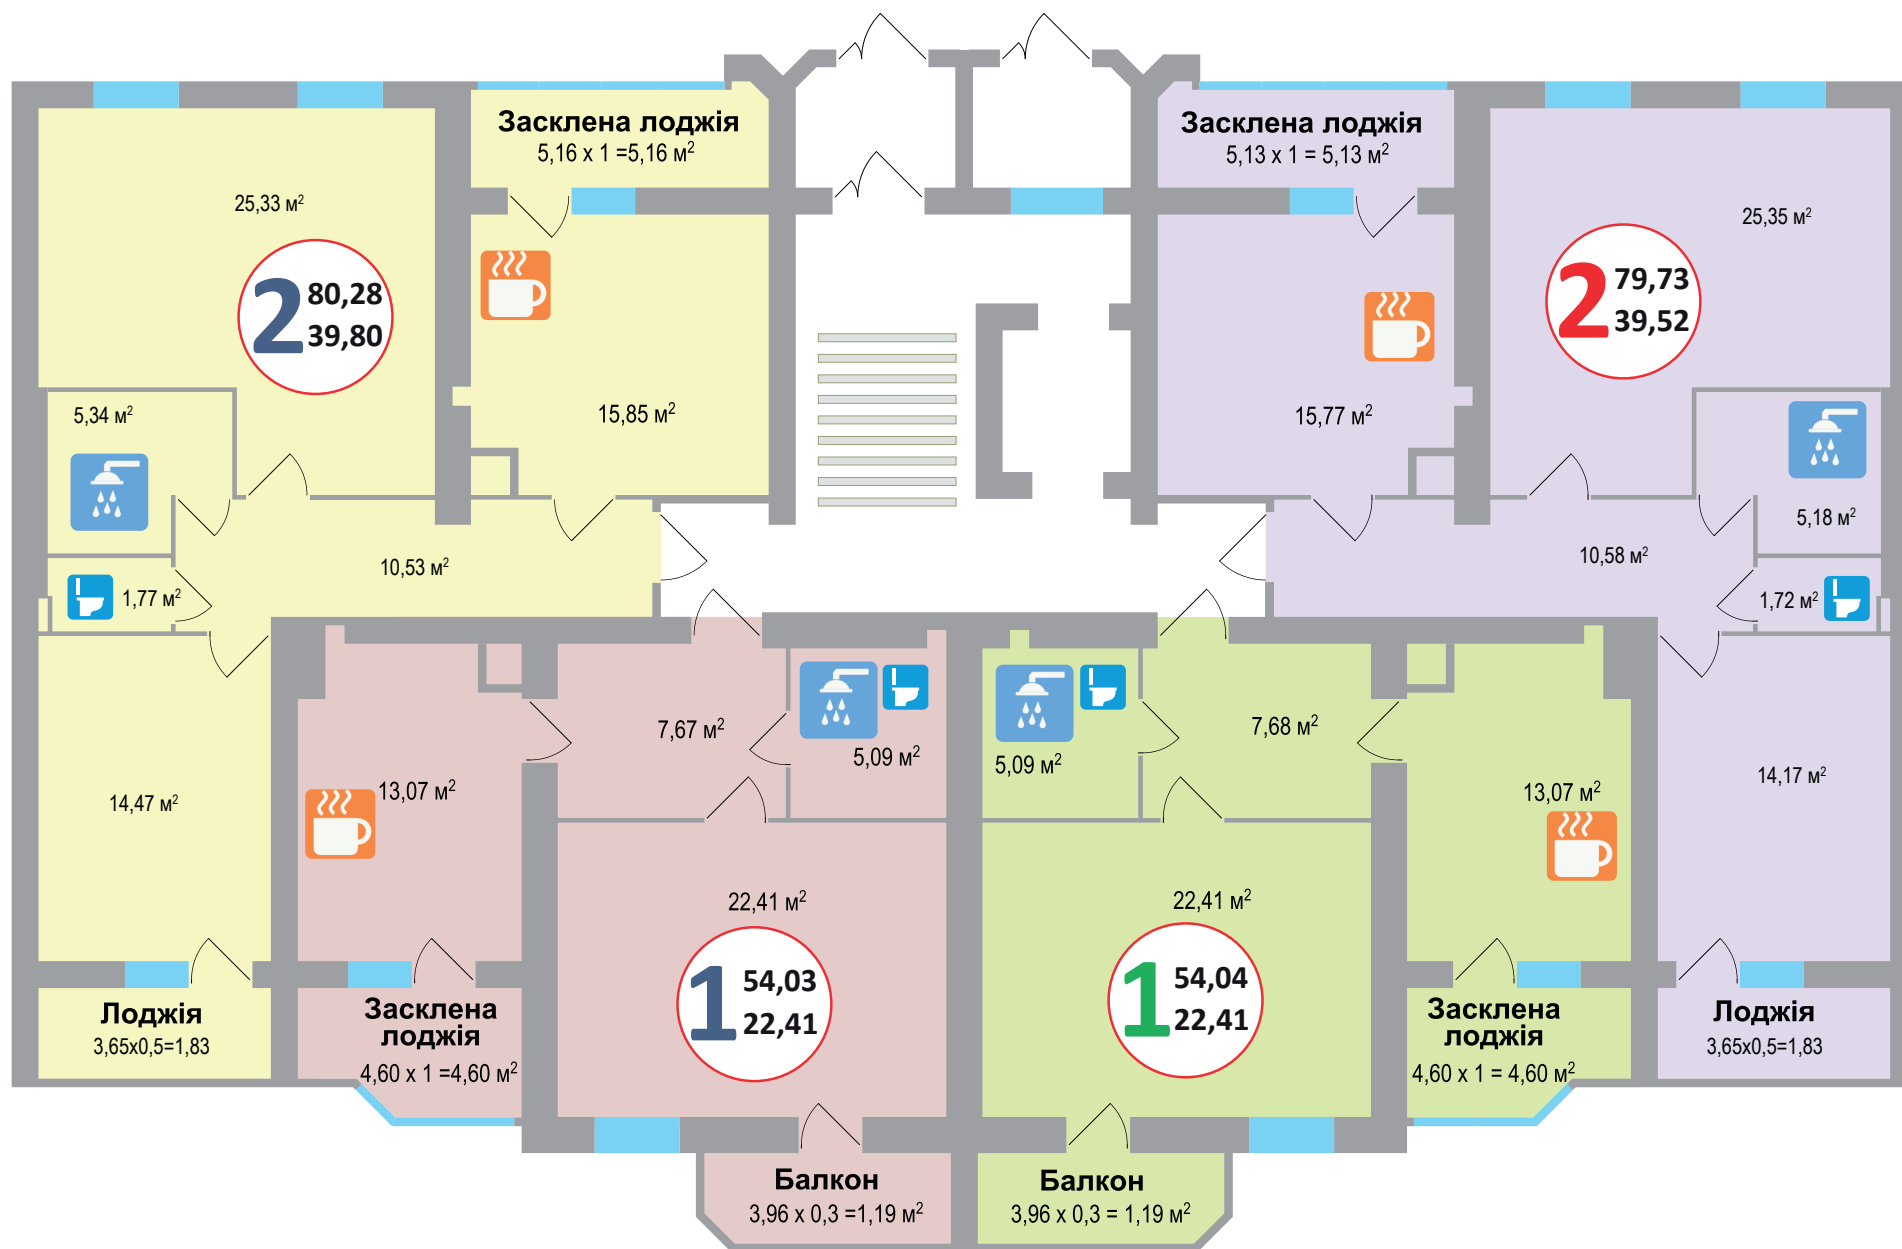 Засклена лоджія
5,16 x 1 =5,16 м²
25,33 м²
2 80,28
39,80
15,85 м²
5,34 м²
10,53 м²
1,77 м²
14,47 м²
Лоджія
3,65x0,5=1,83
Засклена лоджія
5,13 x 1 = 5,13 м²
25,35 м²
2 79,73
39,52
15,77 м²
5,18 м²
10,58 м²
1,72 м²
14,17 м²
Лоджія
3,65x0,5=1,83
7,67 м²
5,09 м²
13,07 м²
22,41 м²
1 54,03
22,41
Засклена
лоджія
4,60 x 1 =4,60 м²
Балкон
3,96 x 0,3 =1,19 м²
5,09 м²
7,68 м²
13,07 м²
22,41 м²
1 54,04
22,41
Засклена
лоджія
4,60 x 1 = 4,60 м²
Балкон
3,96 x 0,3 = 1,19 м²